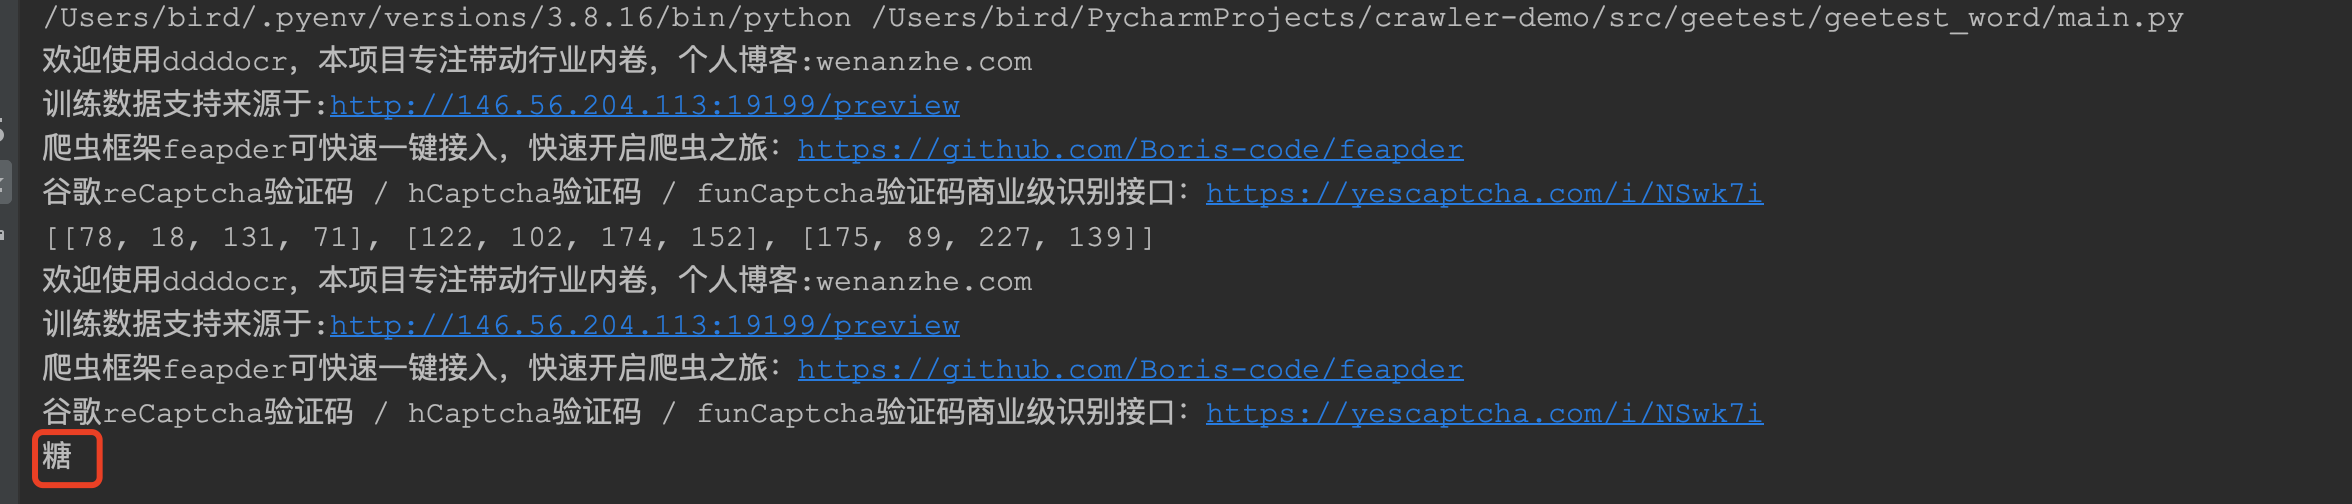 /Users/bird/.pyenv/versions/3.8.16/bin/python /Users/bird/PycharmProjects/crawler-demo/src/geetest/geetest_word/main.py
欢迎使用ddddocr，本项目专注带动行业内卷，个人博客:wenanzhe.com
训练数据支持来源于:http://146.56.204.113:19199/preview
爬虫框架feapder可快速一键接入，快速开启爬虫之旅：https://github.com/Boris-code/feapder
谷歌reCaptcha验证码 / hCaptcha验证码 / funCaptcha验证码商业级识别接口：https://yescaptcha.com/i/NSwk7i
[[78, 18, 131, 71], [122, 102, 174, 152], [175, 89, 227, 139]]
欢迎使用ddddocr，本项目专注带动行业内卷，个人博客:wenanzhe.com
训练数据支持来源于:http://146.56.204.113:19199/preview
爬虫框架feapder可快速一键接入，快速开启爬虫之旅：https://github.com/Boris-code/feapder
谷歌reCaptcha验证码 / hCaptcha验证码 / funCaptcha验证码商业级识别接口：https://yescaptcha.com/i/NSwk7i
糖